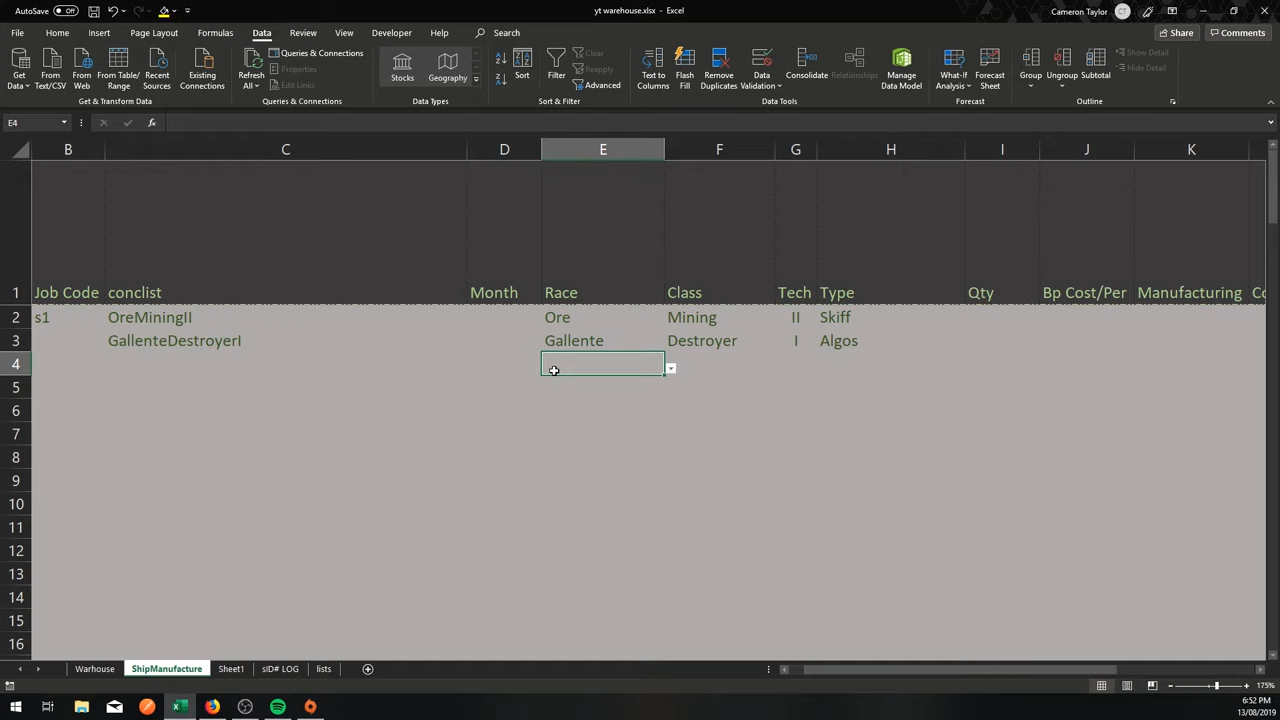 AutoSave Off
yt warehouse.xlsx - Excel
Cameron Taylor CT
File Home Insert Page Layout Formulas Data Review View Developer Help Search Share Comments
Get Data From Text/CSV From Web From Table/Range Recent Sources Existing Connections
Refresh All Queries & Connections Properties Edit Links
Stocks Geography
Sort Filter Clear Reapply Advanced
Text to Columns Flash Fill Remove Duplicates Data Validation Consolidate Relationships Manage Data Model
What-If Analysis Forecast Sheet Group Ungroup Subtotal Show Detail Hide Detail
Get & Transform Data Queries & Connections Data Types Sort & Filter Data Tools Forecast Outline
E4 fx
B C D E F G H I J K
1 Job Code conclist Month Race Class Tech Type Qty Bp Cost/Per Manufacturing Co
2 s1 OreMiningII Ore Mining II Skiff
3 GallenteDestroyerI Gallente Destroyer I Algos
4
5
6
7
8
9
10
11
12
13
14
15
16
Warhouse ShipManufacture Sheet1 sID# LOG lists
175%
6:52 PM
13/08/2019